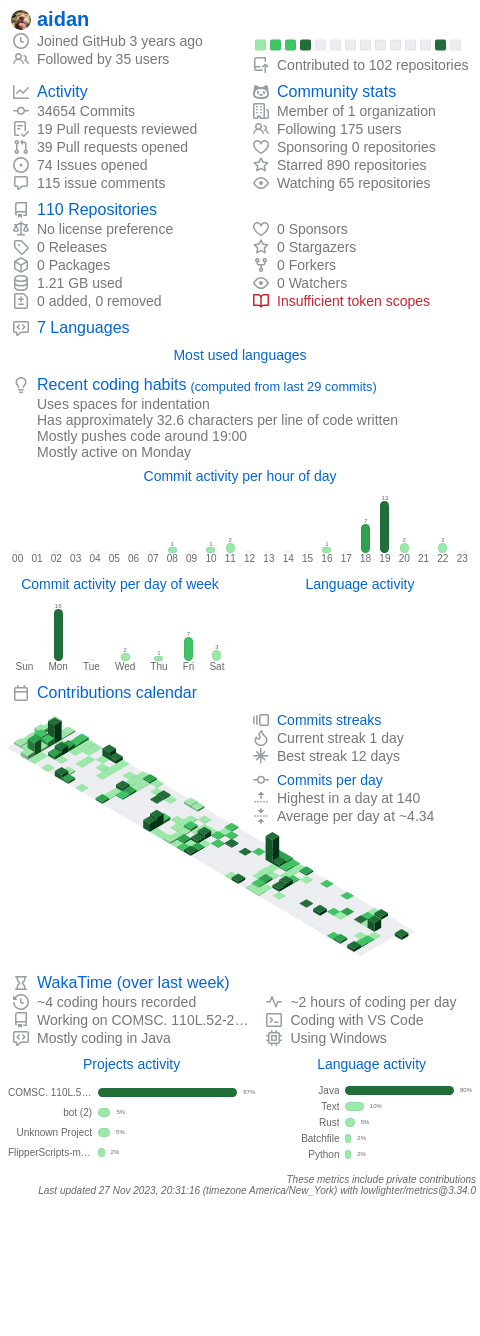 aidan
Joined GitHub 3 years ago
Followed by 35 users
Contributed to 102 repositories
Activity
34654 Commits
19 Pull requests reviewed
39 Pull requests opened
74 Issues opened
115 issue comments
Community stats
Member of 1 organization
Following 175 users
Sponsoring 0 repositories
Starred 890 repositories
Watching 65 repositories
110 Repositories
No license preference
0 Releases
0 Packages
1.21 GB used
0 added, 0 removed
0 Sponsors
0 Stargazers
0 Forkers
0 Watchers
Insufficient token scopes
7 Languages
Most used languages
Recent coding habits (computed from last 29 commits)
Uses spaces for indentation
Has approximately 32.6 characters per line of code written
Mostly pushes code around 19:00
Mostly active on Monday
Commit activity per hour of day
1 1 2 1 7 13 2 2
00 01 02 03 04 05 06 07 08 09 10 11 12 13 14 15 16 17 18 19 20 21 22 23
Commit activity per day of week
16 2 1 7 3
Sun Mon Tue Wed Thu Fri Sat
Language activity
Contributions calendar
Commits streaks
Current streak 1 day
Best streak 12 days
Commits per day
Highest in a day at 140
Average per day at ~4.34
WakaTime (over last week)
~4 coding hours recorded
Working on COMSC. 110L.52-2…
Mostly coding in Java
~2 hours of coding per day
Coding with VS Code
Using Windows
Projects activity
COMSC. 110L.5… 87%
bot (2) 5%
Unknown Project 5%
FlipperScripts-m… 2%
Language activity
Java 80%
Text 10%
Rust 5%
Batchfile 2%
Python 2%
These metrics include private contributions
Last updated 27 Nov 2023, 20:31:16 (timezone America/New_York) with lowlighter/metrics@3.34.0